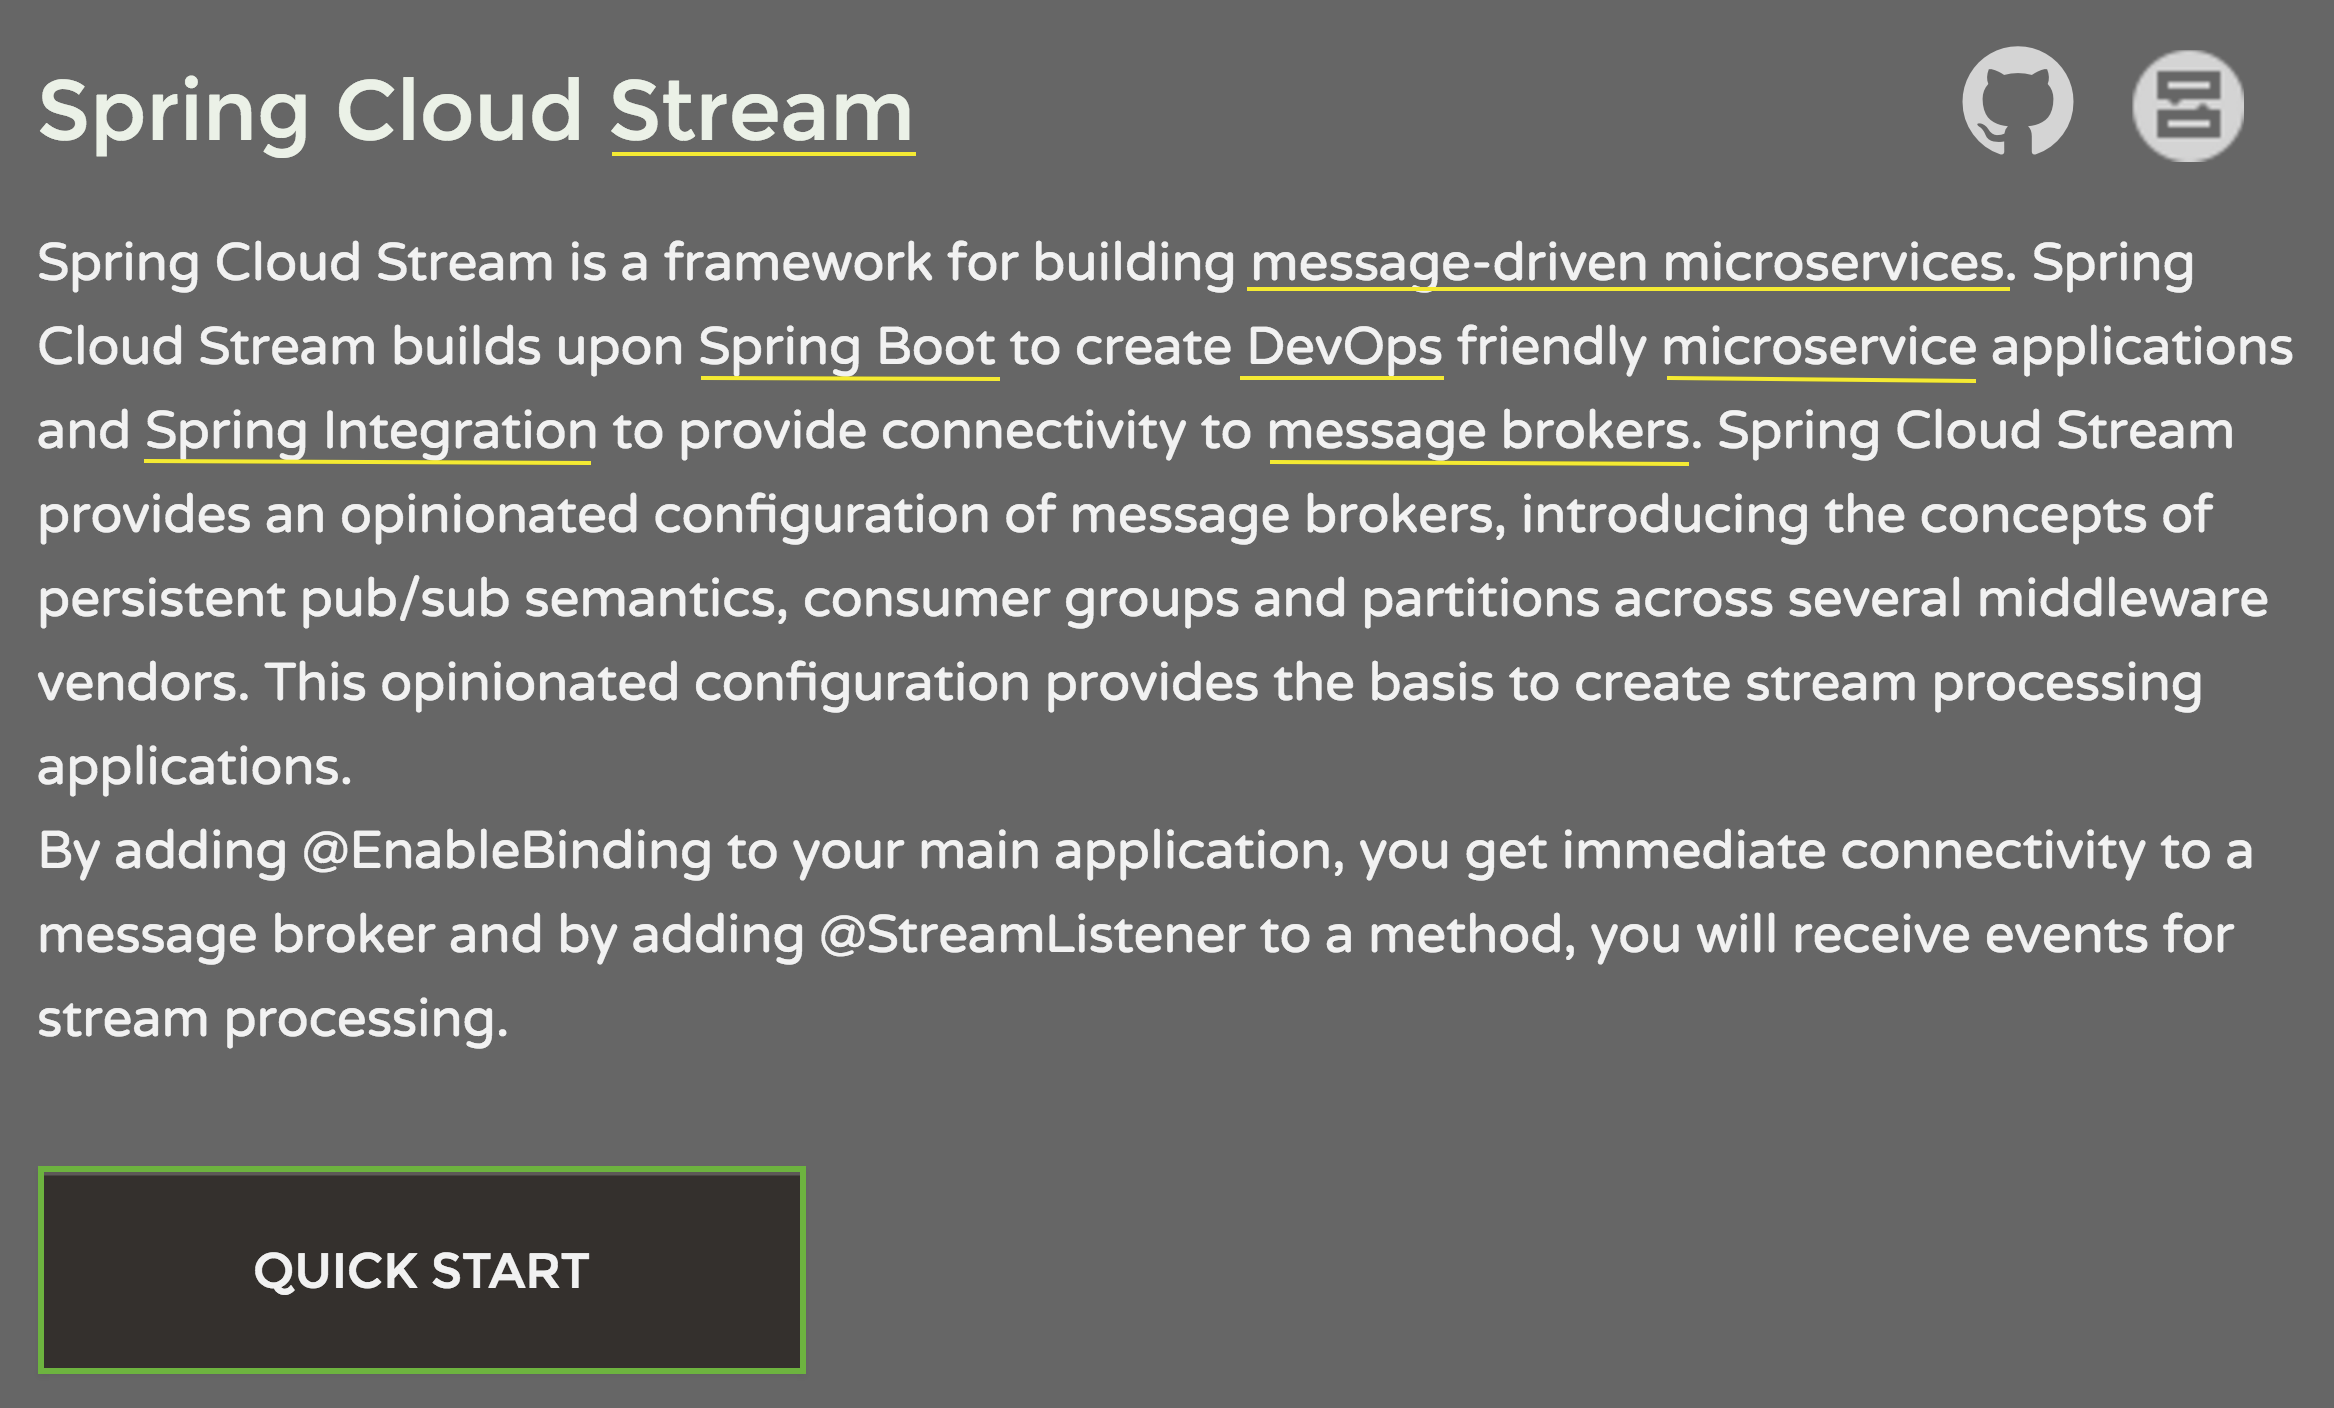 Spring Cloud Stream
Spring Cloud Stream is a framework for building message-driven microservices. Spring
Cloud Stream builds upon Spring Boot to create DevOps friendly microservice applications
and Spring Integration to provide connectivity to message brokers. Spring Cloud Stream
provides an opinionated configuration of message brokers, introducing the concepts of
persistent pub/sub semantics, consumer groups and partitions across several middleware
vendors. This opinionated configuration provides the basis to create stream processing
applications.
By adding @EnableBinding to your main application, you get immediate connectivity to a
message broker and by adding @StreamListener to a method, you will receive events for
stream processing.
QUICK START